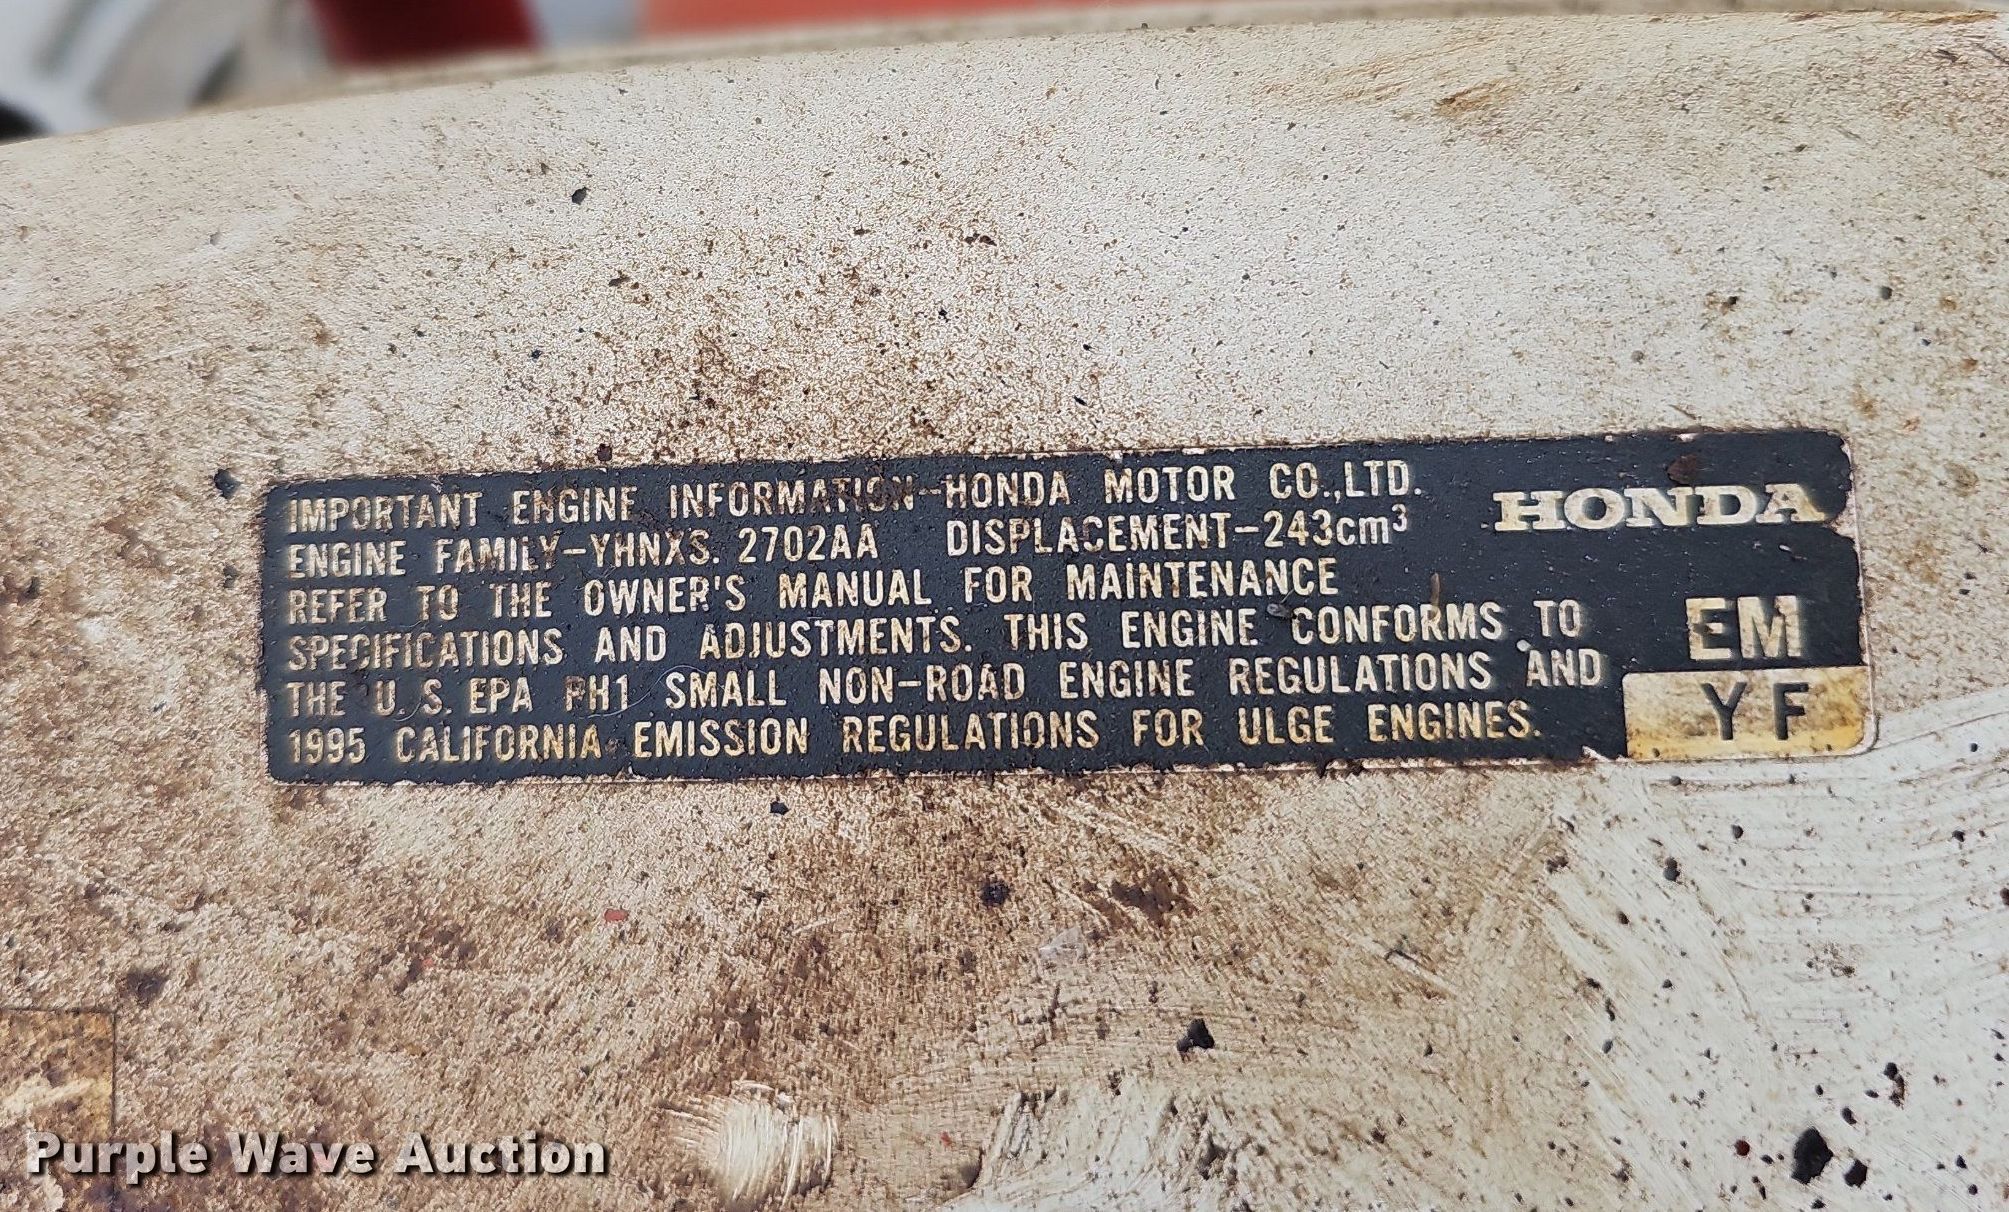 IMPORTANT ENGINE INFORMATION-HONDA MOTOR CO.,LTD.
ENGINE FAMILY-YHNXS.2702AA DISPLACEMENT-243cm³
REFER TO THE OWNER'S MANUAL FOR MAINTENANCE
SPECIFICATIONS AND ADJUSTMENTS. THIS ENGINE CONFORMS TO
THE U.S. EPA PH1 SMALL NON-ROAD ENGINE REGULATIONS AND
1995 CALIFORNIA EMISSION REGULATIONS FOR ULGE ENGINES.
HONDA
EM
YF
Purple Wave Auction